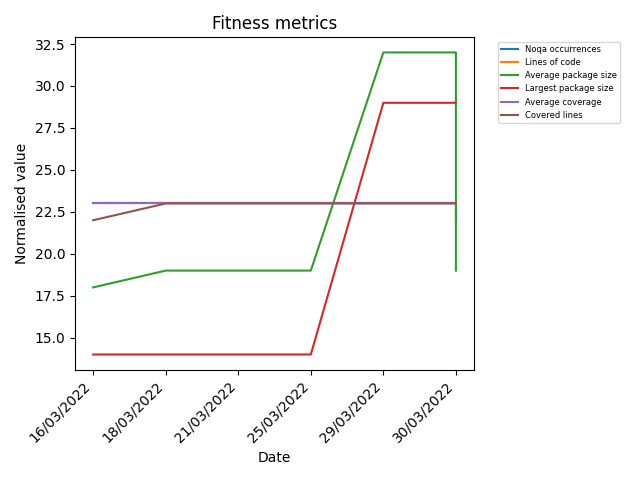 Fitness metrics
Normalised value
32.5
30.0
27.5
25.0
22.5
20.0
17.5
15.0
16/03/2022
18/03/2022
21/03/2022
25/03/2022
29/03/2022
30/03/2022
Date
Noqa occurrences
Lines of code
Average package size
Largest package size
Average coverage
Covered lines